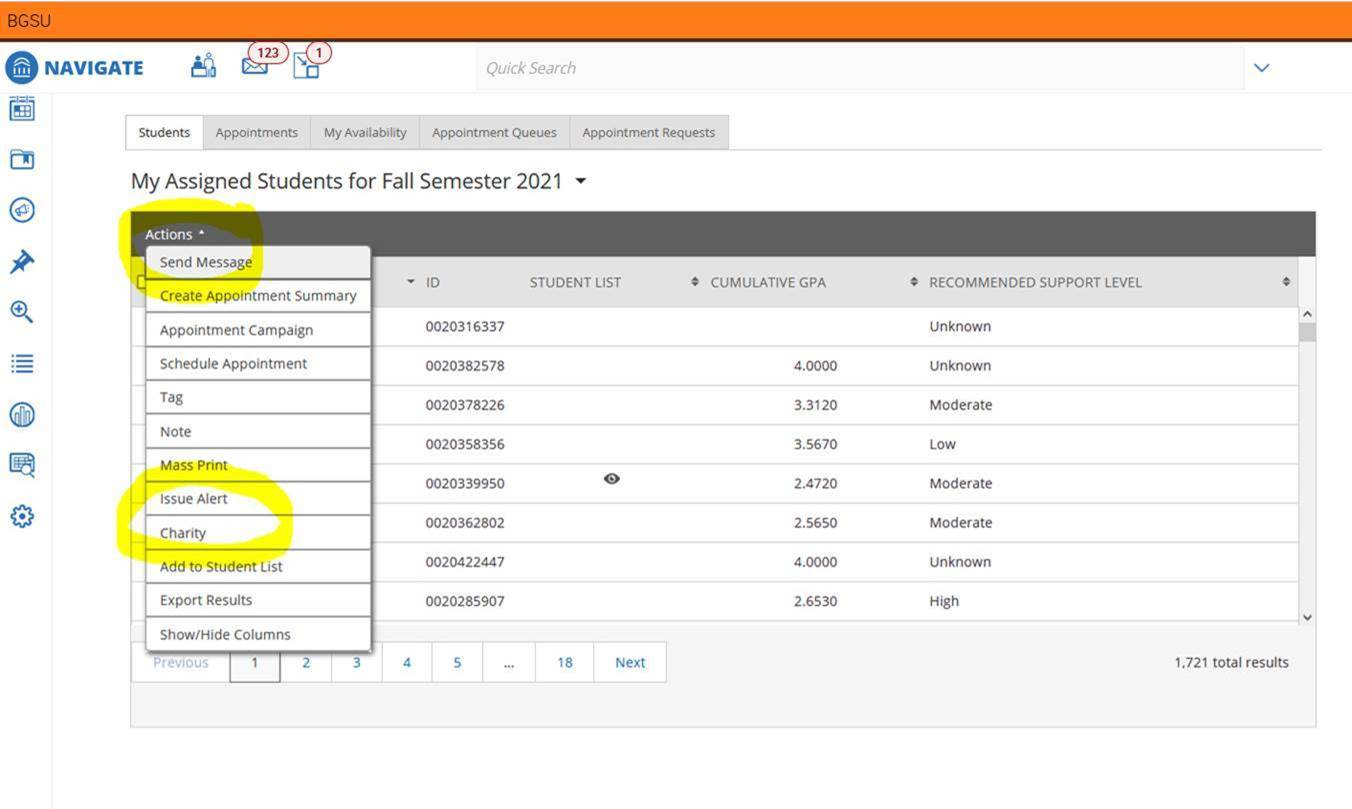 BGSU
NAVIGATE
123
1
Quick Search
Students Appointments My Availability Appointment Queues Appointment Requests
My Assigned Students for Fall Semester 2021
Actions
Send Message
Create Appointment Summary
Appointment Campaign
Schedule Appointment
Tag
Note
Mass Print
Issue Alert
Charity
Add to Student List
Export Results
Show/Hide Columns
ID STUDENT LIST CUMULATIVE GPA RECOMMENDED SUPPORT LEVEL
0020316337 Unknown
0020382578 4.0000 Unknown
0020378226 3.3120 Moderate
0020358356 3.5670 Low
0020339950 2.4720 Moderate
0020362802 2.5650 Moderate
0020422447 4.0000 Unknown
0020285907 2.6530 High
Previous 1 2 3 4 5 ... 18 Next 1,721 total results